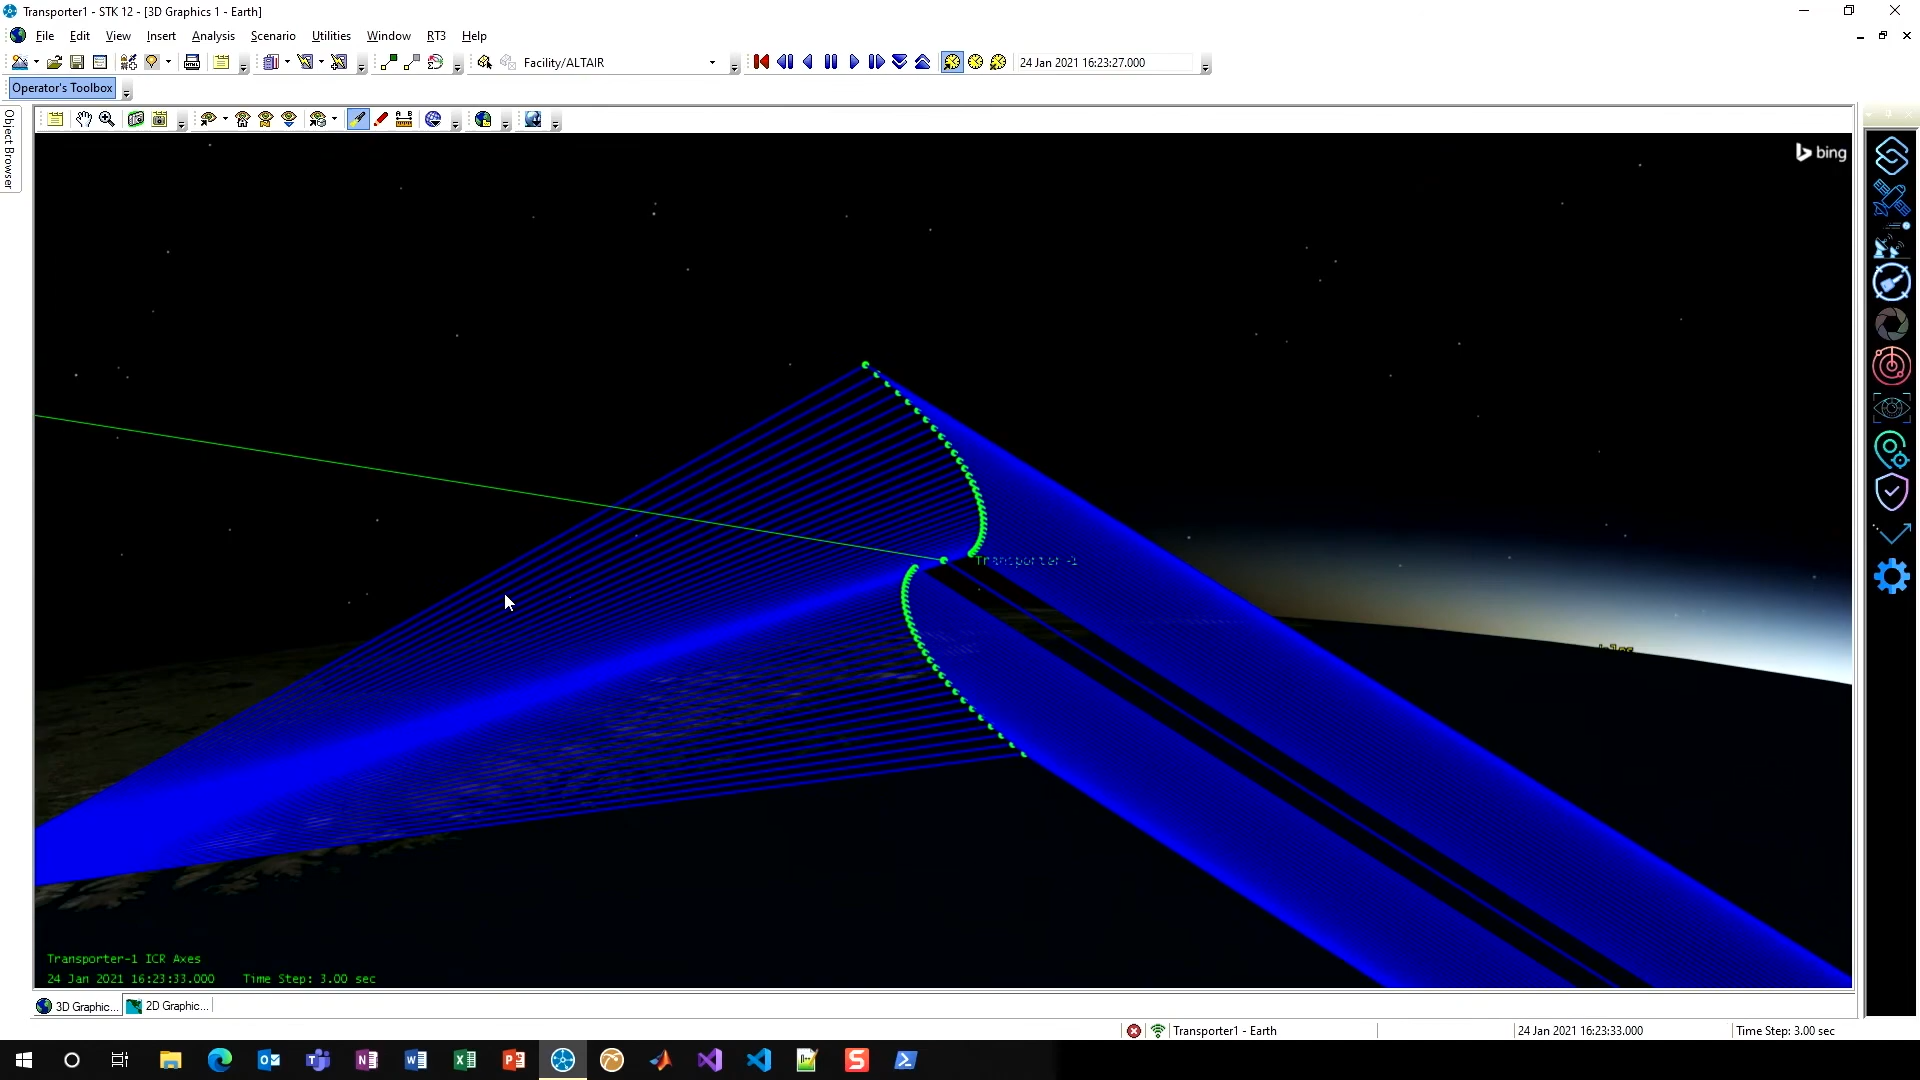 Transporter1 - STK 12 - [3D Graphics 1 - Earth]
File Edit View Insert Analysis Scenario Utilities Window RT3 Help
Facility/ALTAIR
24 Jan 2021 16:23:27.000
Operator's Toolbox
Object Browser
bing
Transporter-1
Transporter-1 ICR Axes
24 Jan 2021 16:23:33.000 Time Step: 3.00 sec
3D Graphic... 2D Graphic...
Transporter1 - Earth 24 Jan 2021 16:23:33.000 Time Step: 3.00 sec